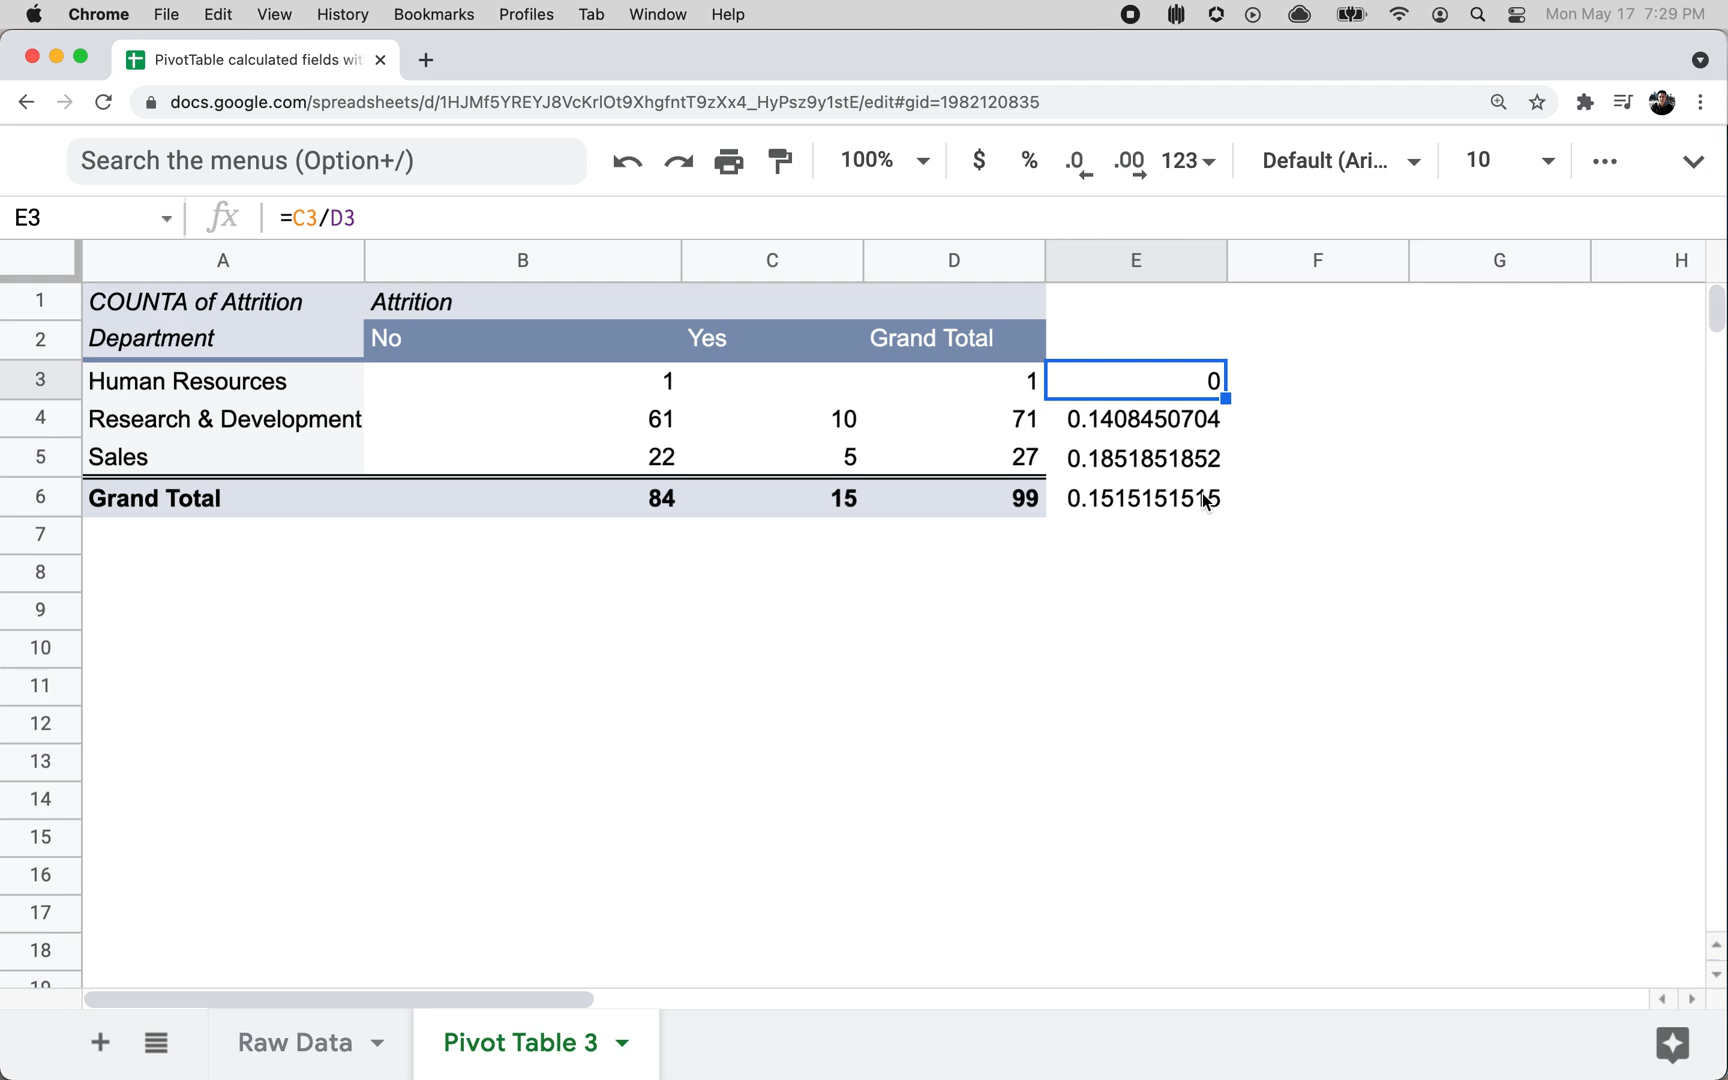 Chrome File Edit View History Bookmarks Profiles Tab Window Help Mon May 17 7:29 PM
PivotTable calculated fields wit
docs.google.com/spreadsheets/d/1HJMf5YREYJ8VcKrlOt9XhgfntT9zXx4_HyPsz9y1stE/edit#gid=1982120835
Search the menus (Option+/) 100% $ % .0 .00 123 Default (Ari... 10
E3 fx =C3/D3
A B C D E F G H
1 COUNTA of Attrition Attrition
2 Department No Yes Grand Total
3 Human Resources 1 1 0
4 Research & Development 61 10 71 0.1408450704
5 Sales 22 5 27 0.1851851852
6 Grand Total 84 15 99 0.1515151515
7
8
9
10
11
12
13
14
15
16
17
18
19
Raw Data Pivot Table 3